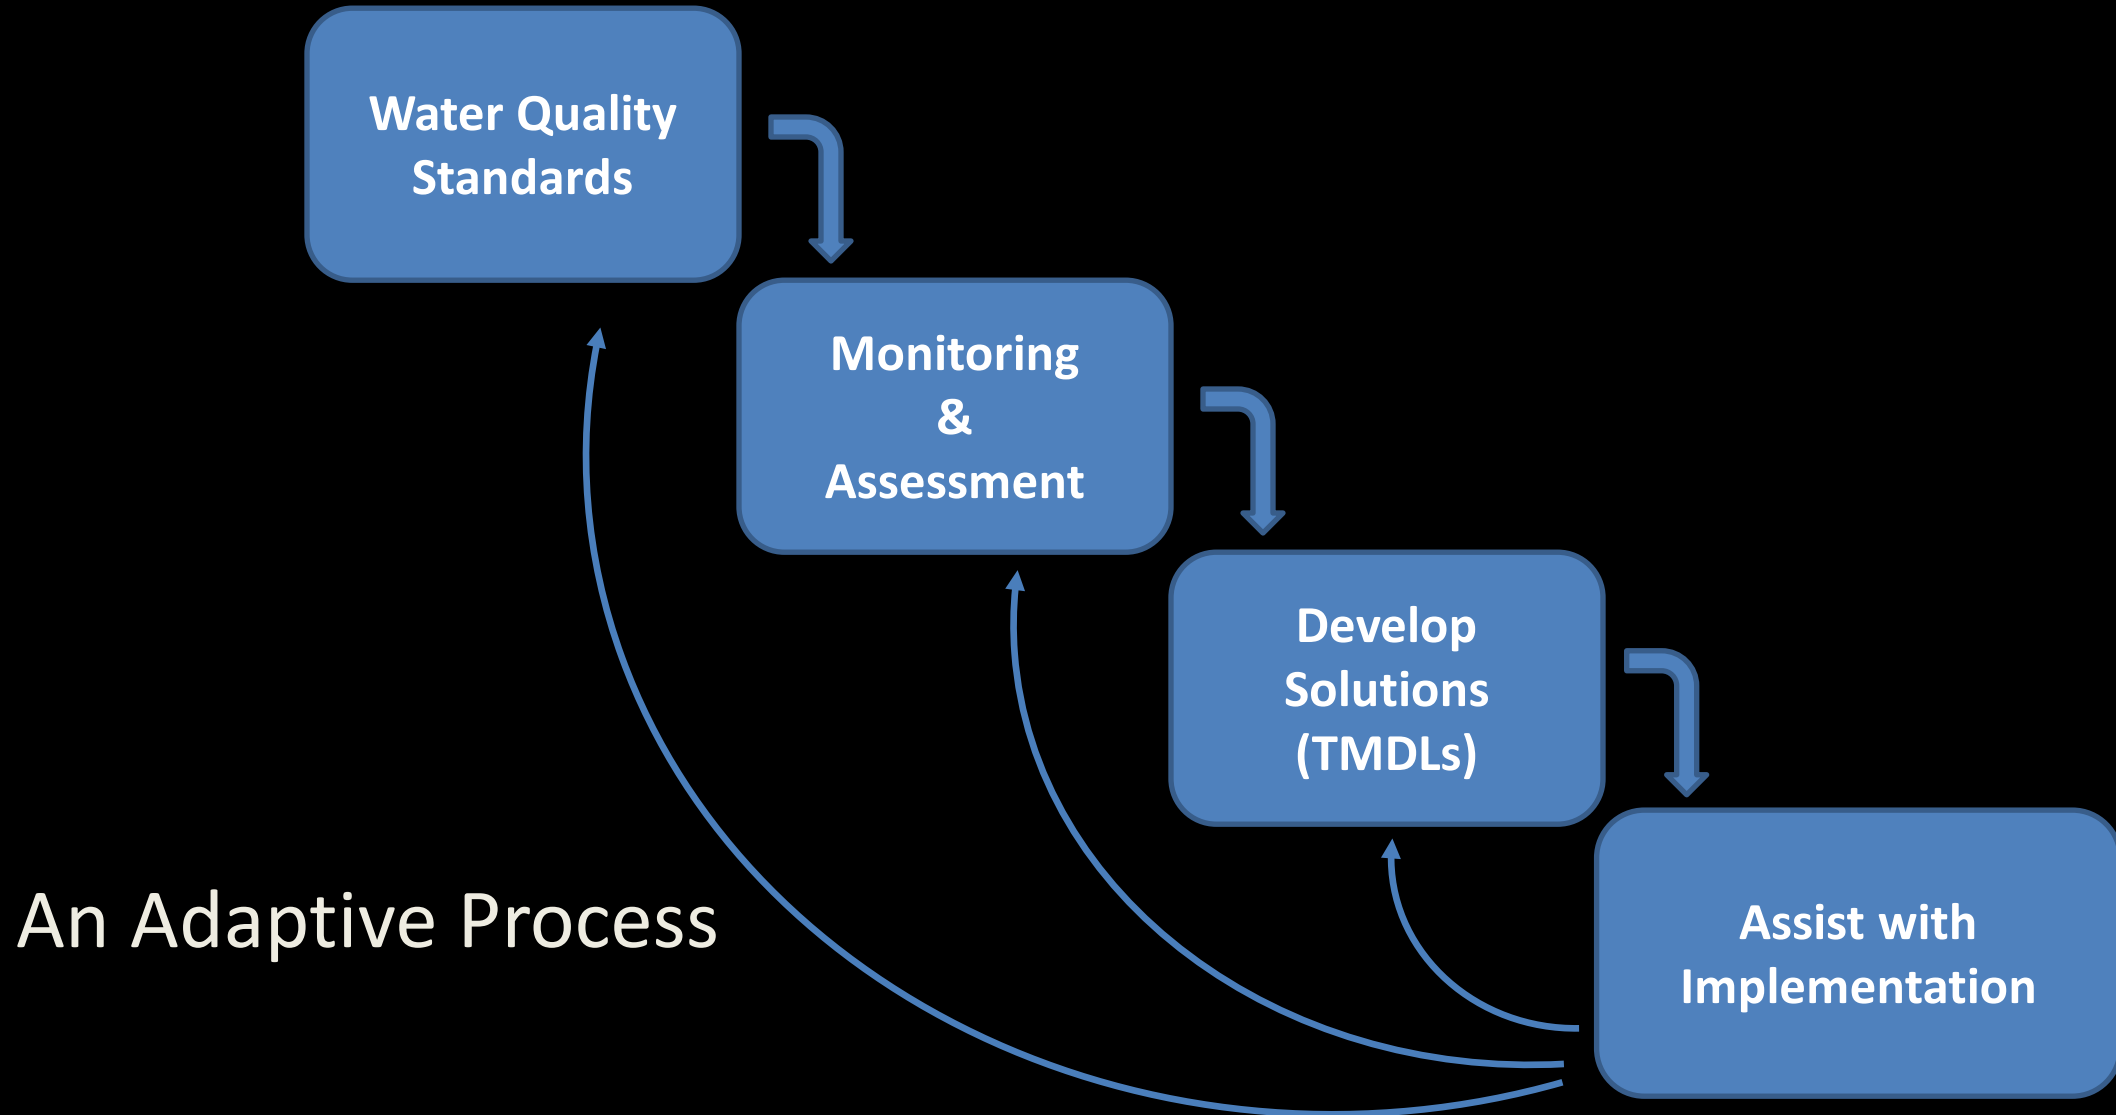 Water Quality
Standards
Monitoring
&
Assessment
Develop
Solutions
(TMDLs)
An Adaptive Process
Assist with
Implementation